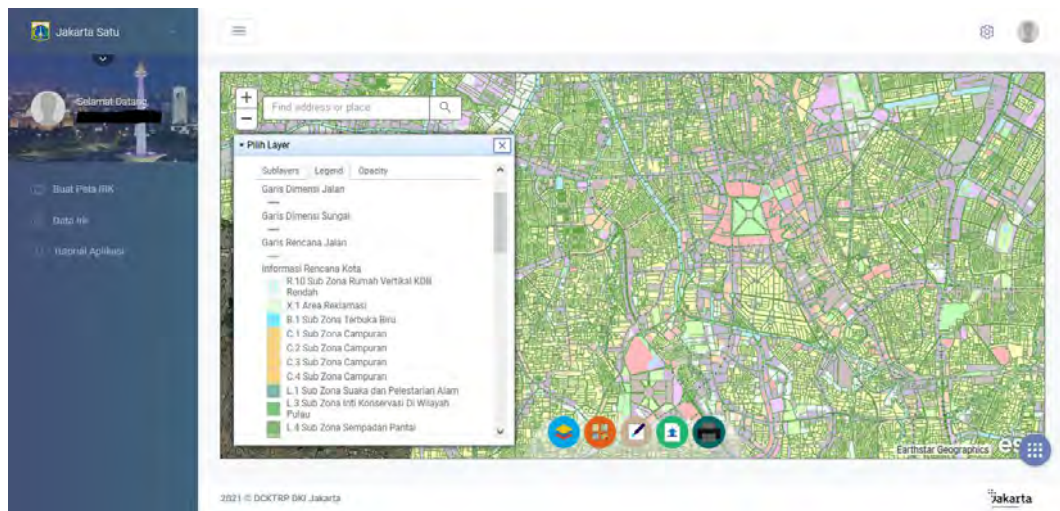 Jakarta Satu
Selamat Datang
Buat Peta IRK
Data Irk
Tutorial Aplikasi
+
Find address or place
−
Pilih Layer
X
Sublayers Legend Opacity
Garis Dimensi Jalan
Garis Dimensi Sungai
Garis Rencana Jalan
Informasi Rencana Kota
R.10 Sub Zona Rumah Vertikal KDB
Rendah
X.1 Area Reklamasi
B.1 Sub Zona Terbuka Biru
C.1 Sub Zona Campuran
C.2 Sub Zona Campuran
C.3 Sub Zona Campuran
C.4 Sub Zona Campuran
L.1 Sub Zona Suaka dan Pelestarian Alam
L.3 Sub Zona Inti Konservasi Di Wilayah
Pulau
L.4 Sub Zona Sempadan Pantai
Earthstar Geographics
es
2021 © DCKTRP DKI Jakarta
Jakarta